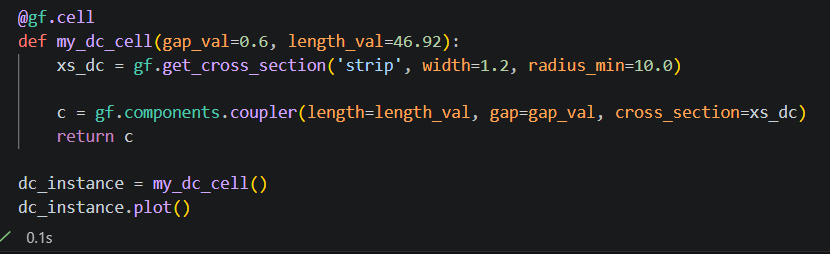 @gf.cell
def my_dc_cell(gap_val=0.6, length_val=46.92):
    xs_dc = gf.get_cross_section('strip', width=1.2, radius_min=10.0)

    c = gf.components.coupler(length=length_val, gap=gap_val, cross_section=xs_dc)
    return c

dc_instance = my_dc_cell()
dc_instance.plot()
0.1s